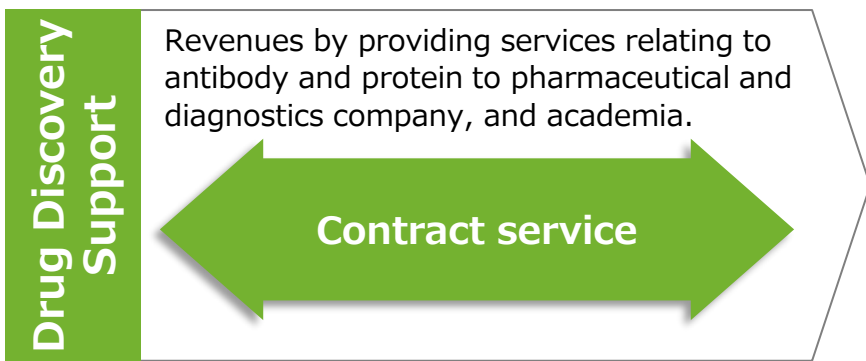 Drug Discovery
Support
Revenues by providing services relating to
antibody and protein to pharmaceutical and
diagnostics company, and academia.
Contract service